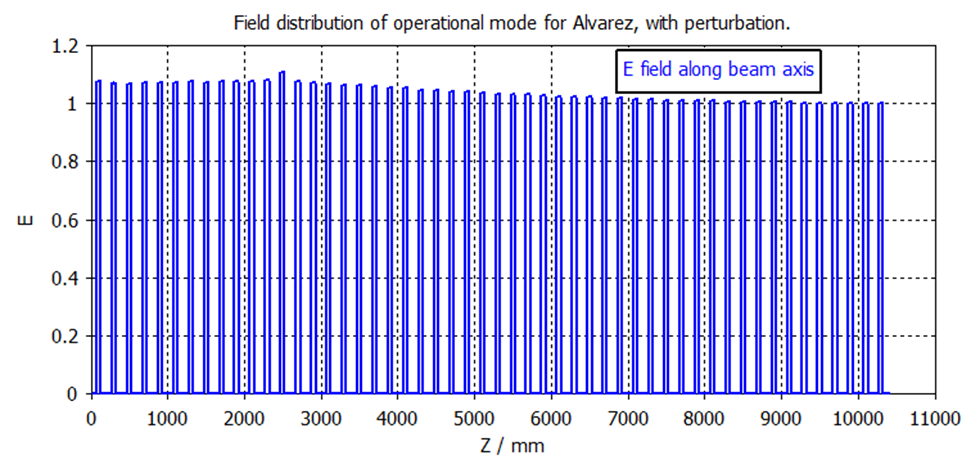 Field distribution of operational mode for Alvarez, with perturbation.
1.2
E field along beam axis
1
0.8
0.6
E
0.4
0.2
0
0 1000 2000 3000 4000 5000 6000 7000 8000 9000 10000 11000
Z / mm